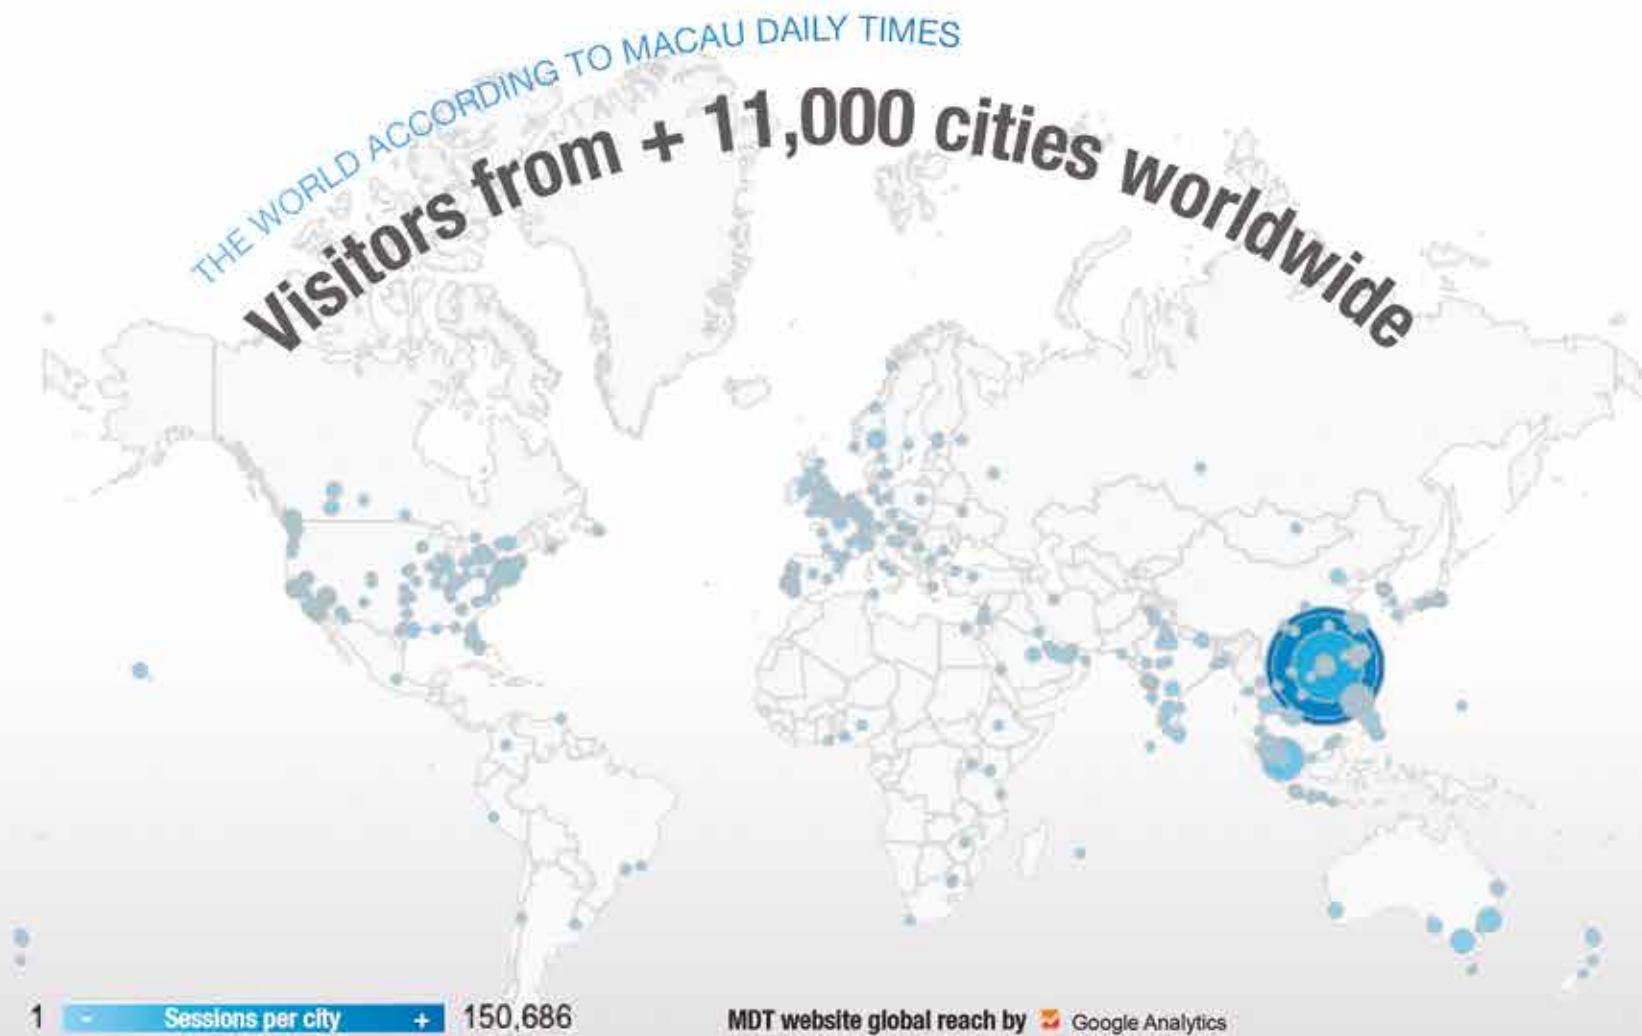 THE WORLD ACCORDING TO MACAU DAILY TIMES
Visitors from + 11,000 cities worldwide
1 - Sessions per city + 150,686
MDT website global reach by Google Analytics